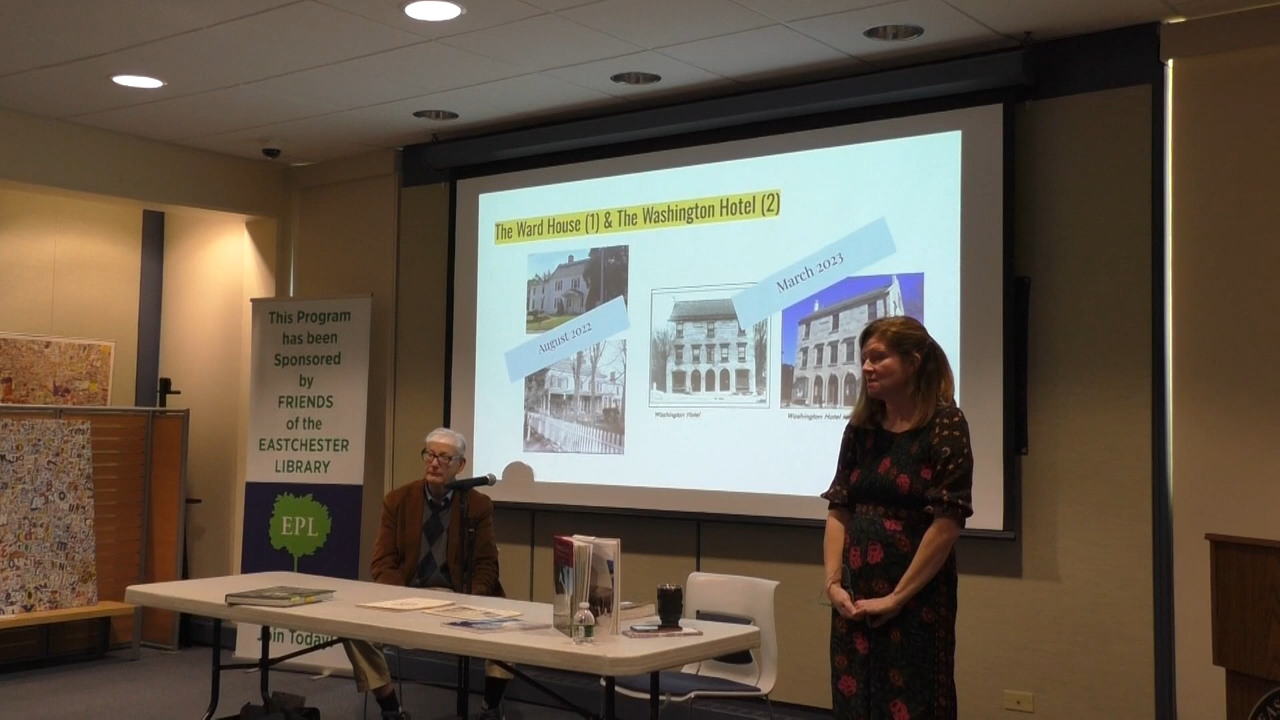 The Ward House (1) & The Washington Hotel (2)
August 2022
March 2023
Washington Hotel
Washington Hotel
This Program
has been
Sponsored
by
FRIENDS
of the
EASTCHESTER
LIBRARY
EPL
Join Today!